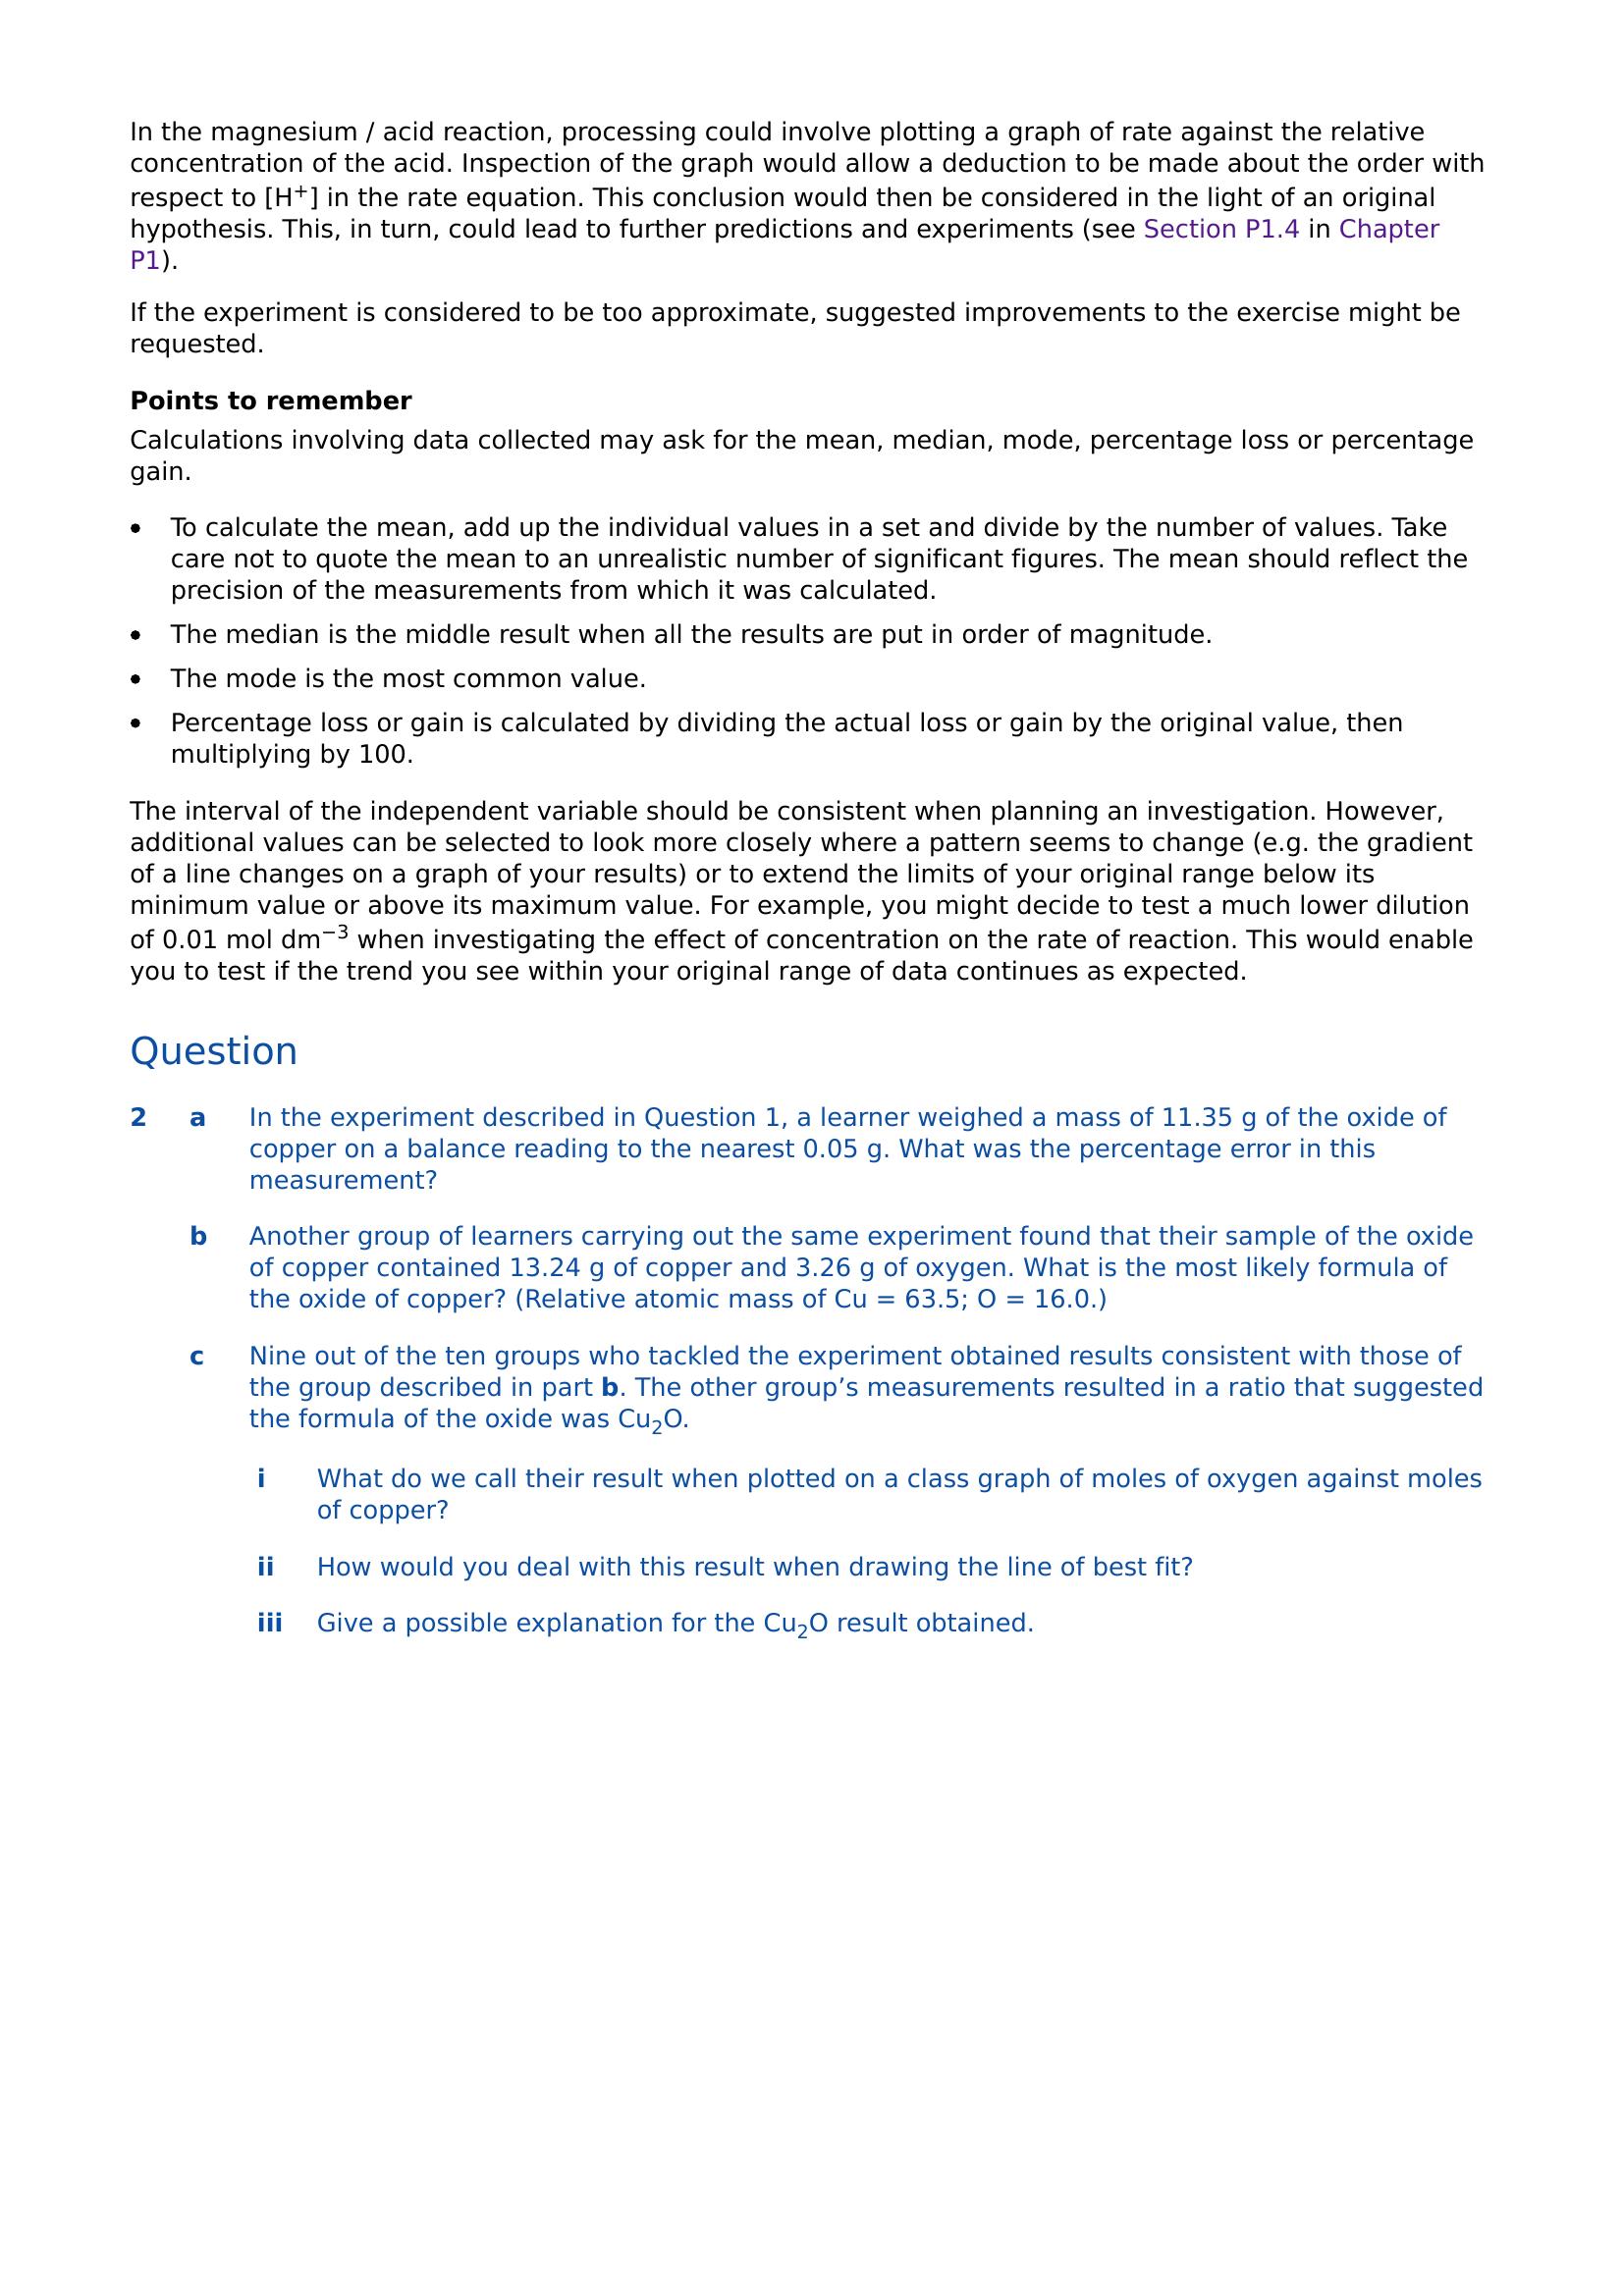 In the magnesium / acid reaction, processing could involve plotting a graph of rate against the relative
concentration of the acid. Inspection of the graph would allow a deduction to be made about the order with
respect to [H⁺] in the rate equation. This conclusion would then be considered in the light of an original
hypothesis. This, in turn, could lead to further predictions and experiments (see Section P1.4 in Chapter
P1).
If the experiment is considered to be too approximate, suggested improvements to the exercise might be
requested.
Points to remember
Calculations involving data collected may ask for the mean, median, mode, percentage loss or percentage
gain.
• To calculate the mean, add up the individual values in a set and divide by the number of values. Take
care not to quote the mean to an unrealistic number of significant figures. The mean should reflect the
precision of the measurements from which it was calculated.
• The median is the middle result when all the results are put in order of magnitude.
• The mode is the most common value.
• Percentage loss or gain is calculated by dividing the actual loss or gain by the original value, then
multiplying by 100.
The interval of the independent variable should be consistent when planning an investigation. However,
additional values can be selected to look more closely where a pattern seems to change (e.g. the gradient
of a line changes on a graph of your results) or to extend the limits of your original range below its
minimum value or above its maximum value. For example, you might decide to test a much lower dilution
of 0.01 mol dm⁻³ when investigating the effect of concentration on the rate of reaction. This would enable
you to test if the trend you see within your original range of data continues as expected.
Question
2 a In the experiment described in Question 1, a learner weighed a mass of 11.35 g of the oxide of
copper on a balance reading to the nearest 0.05 g. What was the percentage error in this
measurement?
b Another group of learners carrying out the same experiment found that their sample of the oxide
of copper contained 13.24 g of copper and 3.26 g of oxygen. What is the most likely formula of
the oxide of copper? (Relative atomic mass of Cu = 63.5; O = 16.0.)
c Nine out of the ten groups who tackled the experiment obtained results consistent with those of
the group described in part b. The other group’s measurements resulted in a ratio that suggested
the formula of the oxide was Cu₂O.
i What do we call their result when plotted on a class graph of moles of oxygen against moles
of copper?
ii How would you deal with this result when drawing the line of best fit?
iii Give a possible explanation for the Cu₂O result obtained.